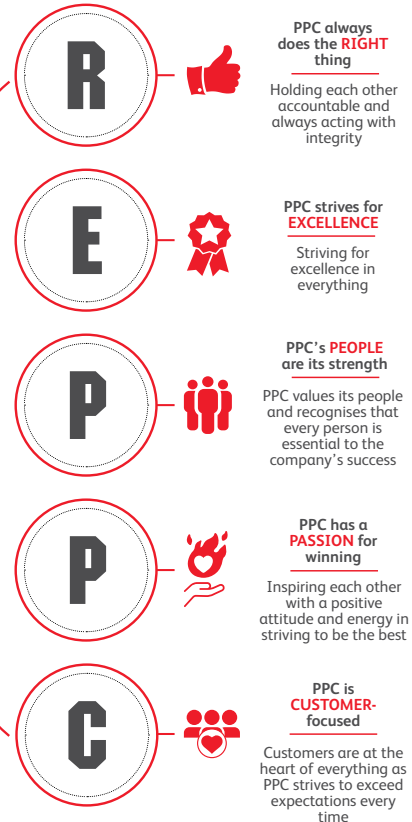 R
PPC always
does the RIGHT
thing
Holding each other
accountable and
always acting with
integrity
E
PPC strives for
EXCELLENCE
Striving for
excellence in
everything
P
PPC's PEOPLE
are its strength
PPC values its people
and recognises that
every person is
essential to the
company's success
P
PPC has a
PASSION for
winning
Inspiring each other
with a positive
attitude and energy in
striving to be the best
C
PPC is
CUSTOMER-
focused
Customers are at the
heart of everything as
PPC strives to exceed
expectations every
time